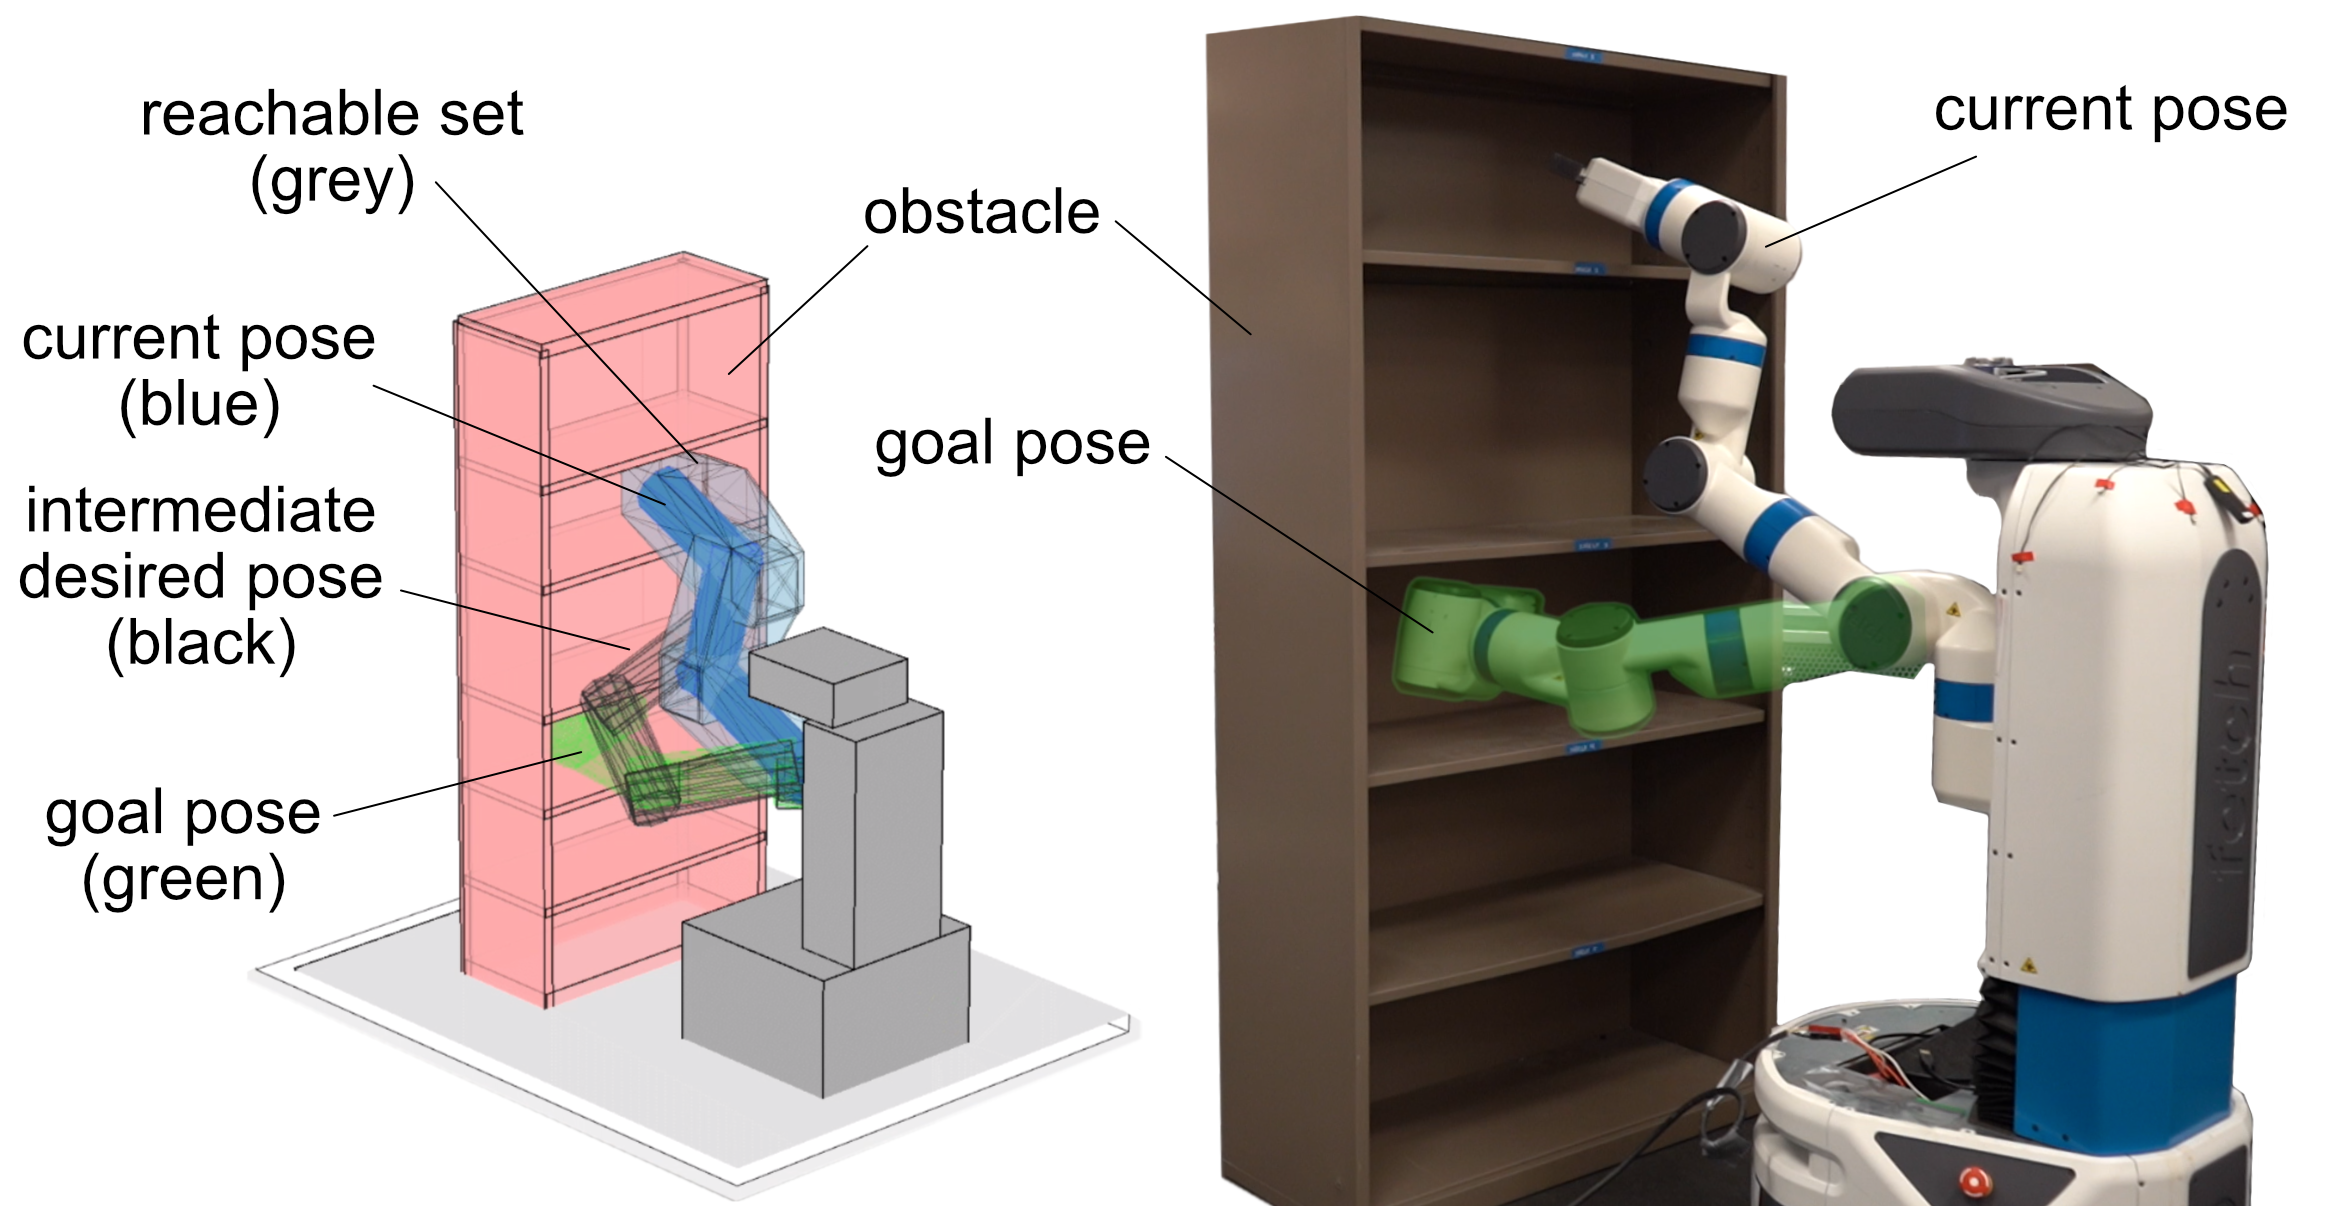 reachable set
(grey)
current pose
(blue)
intermediate
desired pose
(black)
goal pose
(green)
obstacle
goal pose
current pose
fetch